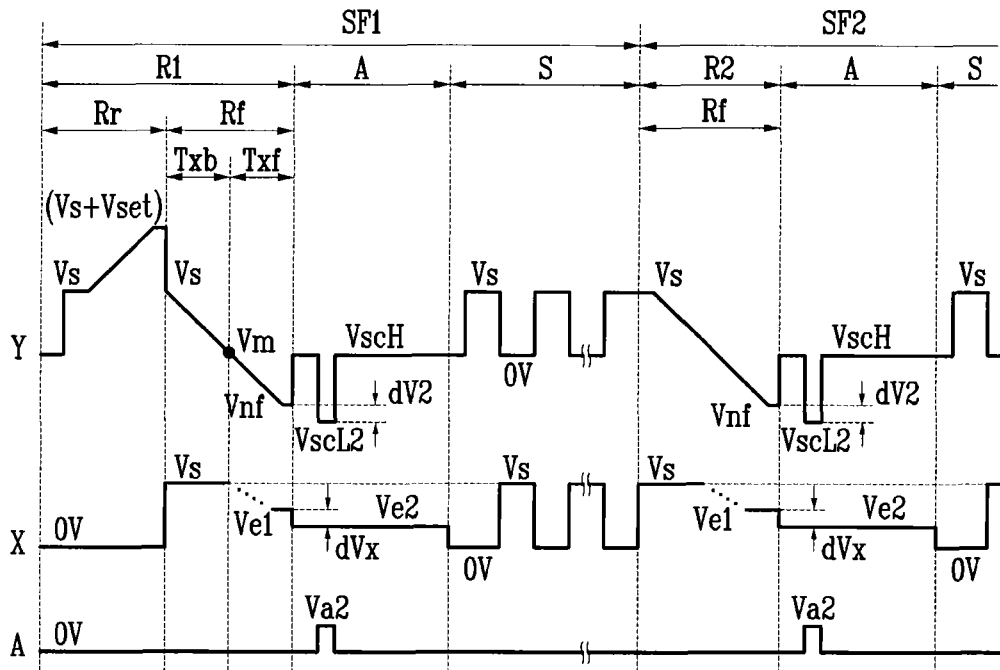 SF1 SF2
R1 A S R2 A S
Rr Rf Rf
Txb Txf
(Vs+Vset)
Vs Vs Vs Vs Vs
Vm VscH VscH
Y
0V
Vnf dV2 Vnf dV2
VscL2 VscL2
Vs Vs Vs
Ve1 Ve2 Ve1 Ve2
X 0V dVx 0V dVx 0V
Va2 Va2
A 0V